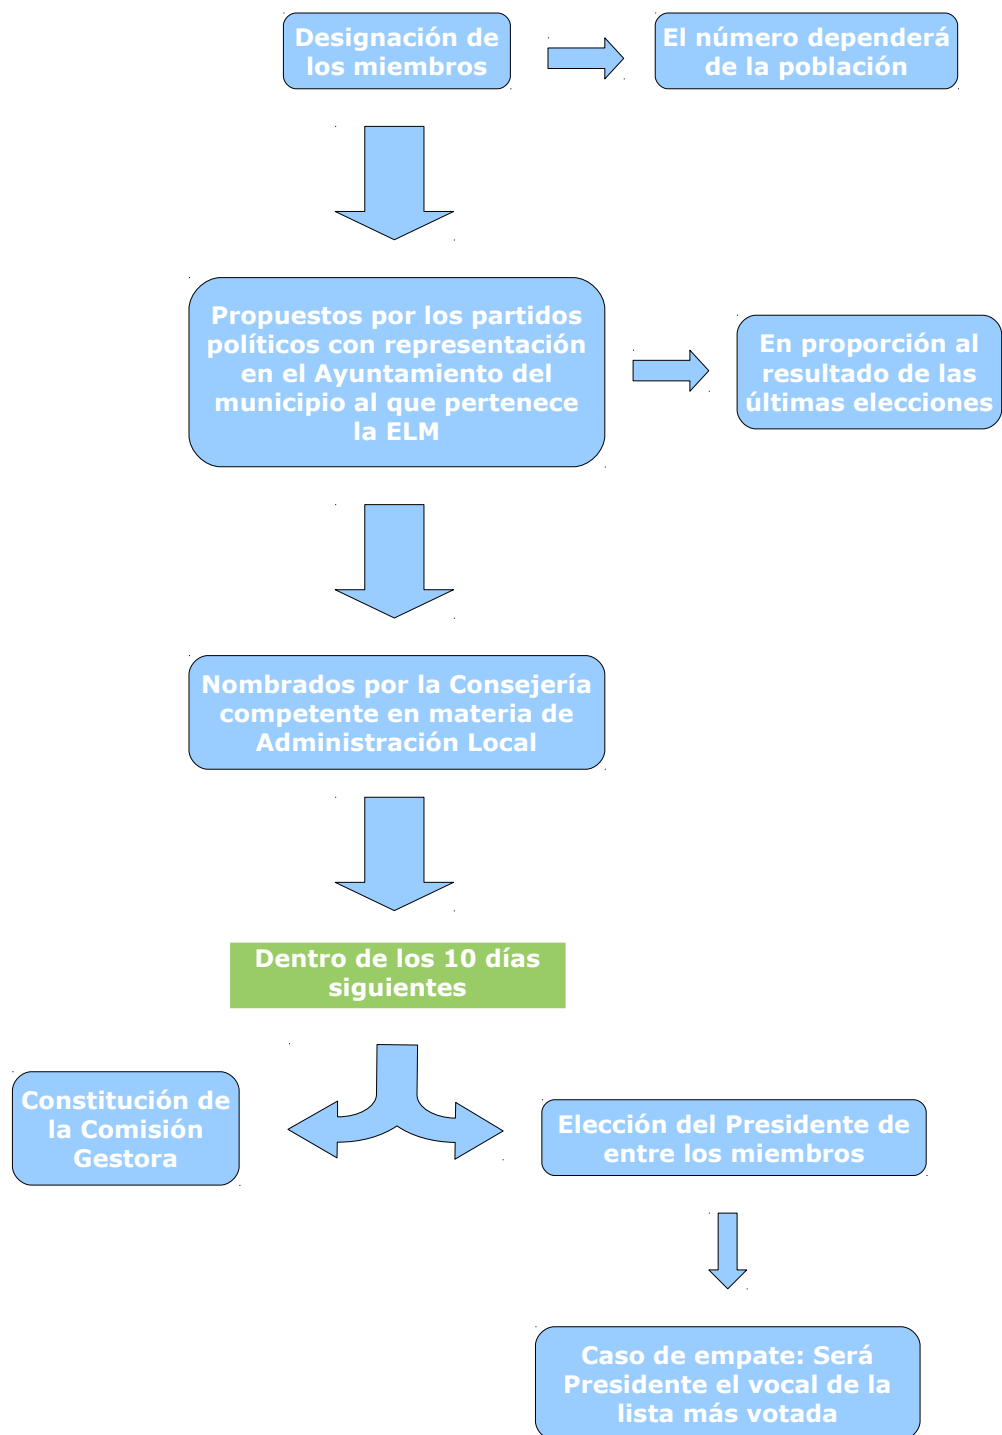 Designación de
los miembros
El número dependerá
de la población
Propuestos por los partidos
políticos con representación
en el Ayuntamiento del
municipio al que pertenece
la ELM
En proporción al
resultado de las
últimas elecciones
Nombrados por la Consejería
competente en materia de
Administración Local
Dentro de los 10 días
siguientes
Constitución de
la Comisión
Gestora
Elección del Presidente de
entre los miembros
Caso de empate: Será
Presidente el vocal de la
lista más votada